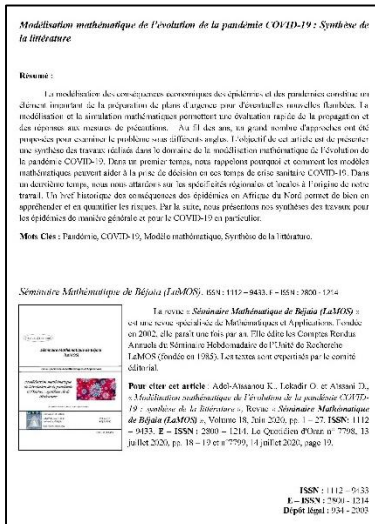 Modélisation mathématique de l'évolution de la pandémie COVID-19 : Synthèse de
la littérature
Résumé :
La modélisation des conséquences économiques des épidémies et des pandémies constitue un
élément important de la préparation de plans d'urgence pour d'éventuelles nouvelles flambées. La
modélisation et la simulation mathématiques permettent une évaluation rapide de la propagation et
des réponses aux mesures de précautions. Au fil des ans, un grand nombre d'approches ont été
proposées pour examiner le problème sous différents angles. L'objectif de cet article est de présenter
une synthèse des travaux réalisés dans le domaine de la modélisation mathématique de l'évolution de
la pandémie COVID-19. Dans un premier temps, nous rappelons pourquoi et comment les modèles
mathématiques peuvent aider à la prise de décision en ces temps de crise sanitaire COVID-19. Dans
un deuxième temps, nous nous attardons sur les spécificités régionales et locales à l'origine de notre
travail. Un bref historique des conséquences des épidémies en Afrique du Nord permet de bien en
appréhender et en quantifier les risques. Par la suite, nous présentons nos synthèses des travaux pour
les épidémies de manière générale et pour le COVID-19 en particulier.
Mots Clés : Pandémie, COVID-19, Modèle mathématique, Synthèse de la littérature.
Séminaire Mathématique de Béjaia (LaMOS). ISSN : 1112 – 9433. E – ISSN : 2800 - 1214
La revue « Séminaire Mathématique de Béjaia (LaMOS) »
est une revue spécialisée de Mathématiques et Applications. Fondée
en 2002, elle paraît une fois par an. Elle édite les Comptes Rendus
Annuels du Séminaire Hebdomadaire de l'Unité de Recherche
LaMOS (fondée en 1985). Les textes sont expertisés par le comité
éditorial.
Pour citer cet article : Adel-Aissanou K., Lekadir O. et Aïssani D.,
« Modélisation mathématique de l'évolution de la pandémie COVID-
19 : synthèse de la littérature », Revue « Séminaire Mathématique
de Béjaia (LaMOS) », Volume 18, Juin 2020, pp. 1 – 27. ISSN: 1112
– 9433. E – ISSN : 2800 – 1214. Le Quotidien d'Oran n° 7798, 13
juillet 2020, pp. 18 – 19 et n°7799, 14 juillet 2020, page 19.
ISSN : 1112 – 9433
E – ISSN : 2800 - 1214
Dépôt légal : 934 - 2003